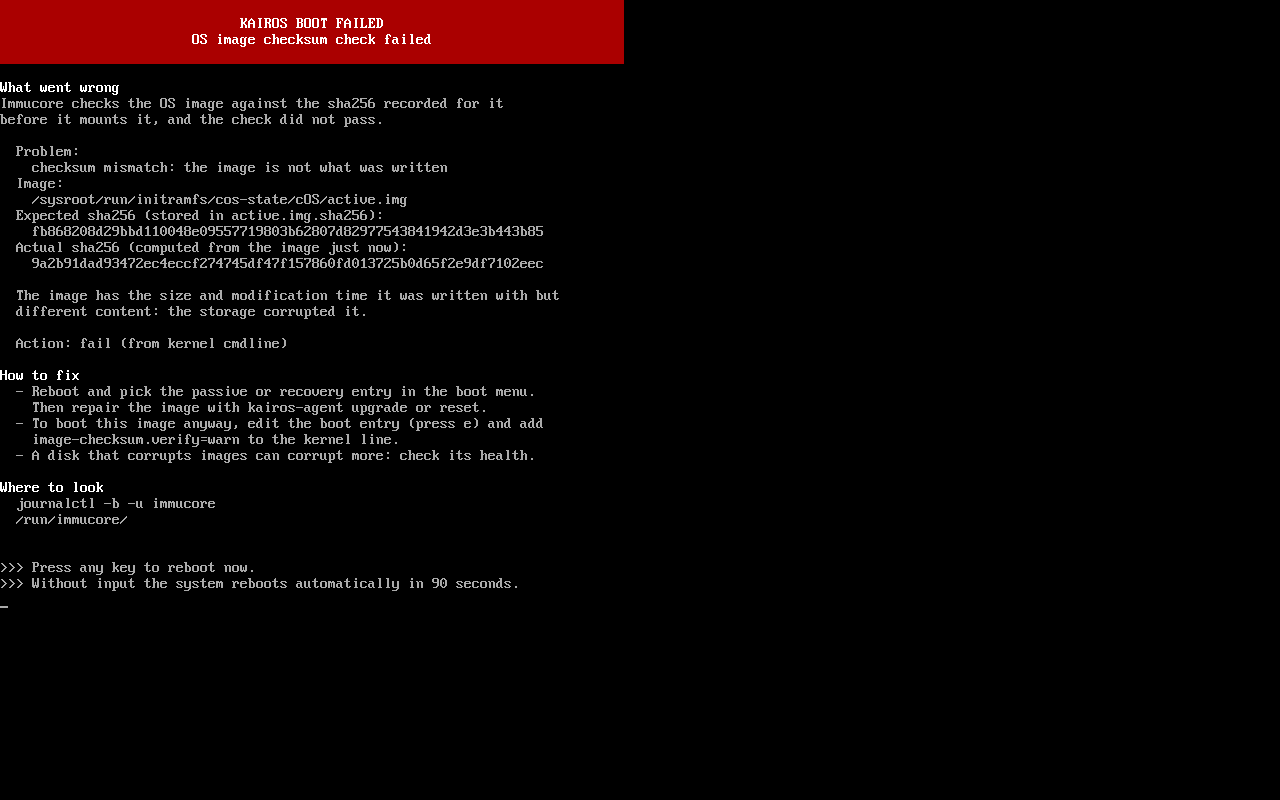 KAIROS BOOT FAILED
OS image checksum check failed
What went wrong
Immucore checks the OS image against the sha256 recorded for it
before it mounts it, and the check did not pass.
Problem:
checksum mismatch: the image is not what was written
Image:
/sysroot/run/initramfs/cos-state/cOS/active.img
Expected sha256 (stored in active.img.sha256):
fb868208d29bbd110048e09557719803b62807d82977543841942d3e3b443b85
Actual sha256 (computed from the image just now):
9a2b91dad93472ec4eccf274745df47f157860fd013725b0d65f2e9df7102eec
The image has the size and modification time it was written with but
different content: the storage corrupted it.
Action: fail (from kernel cmdline)
How to fix
- Reboot and pick the passive or recovery entry in the boot menu.
Then repair the image with kairos-agent upgrade or reset.
- To boot this image anyway, edit the boot entry (press e) and add
image-checksum.verify=warn to the kernel line.
- A disk that corrupts images can corrupt more: check its health.
Where to look
journalctl -b -u immucore
/run/immucore/
>>> Press any key to reboot now.
>>> Without input the system reboots automatically in 90 seconds.
_